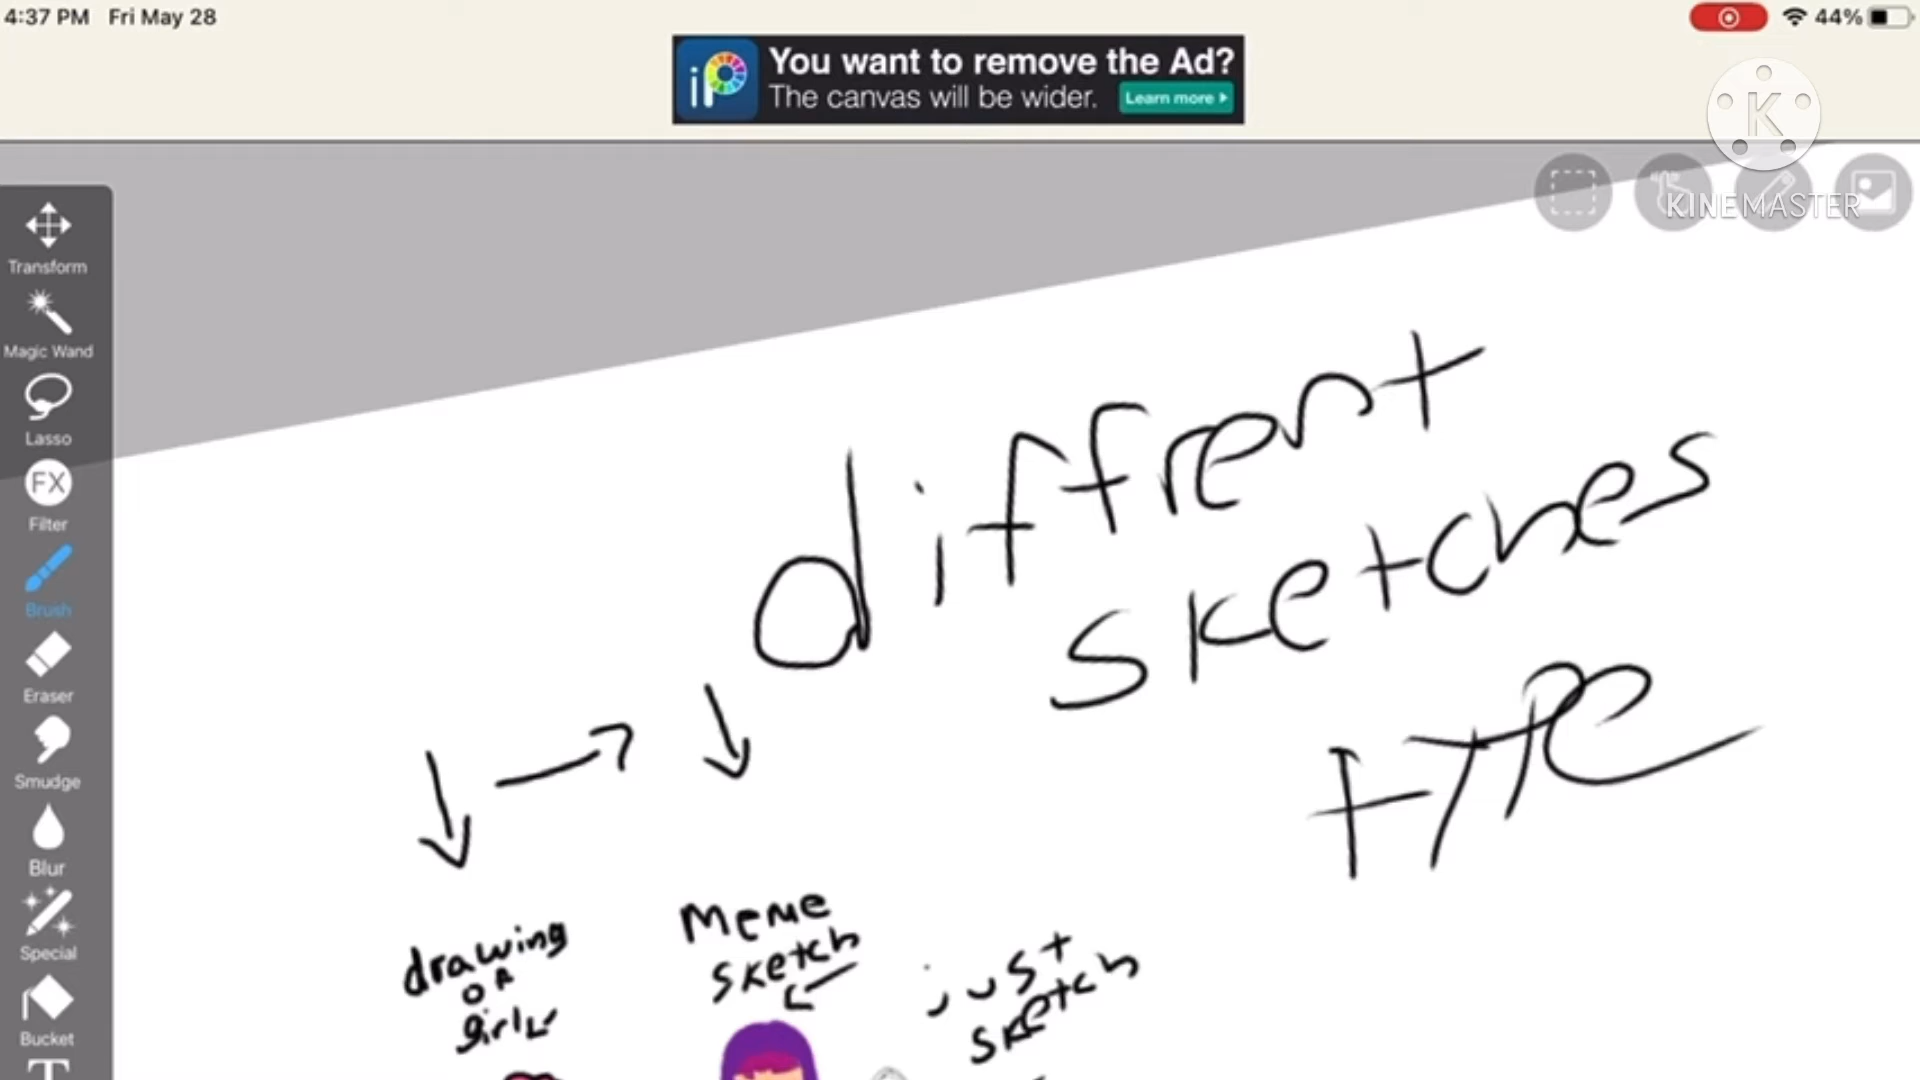 4:37 PM Fri May 28
44%
You want to remove the Ad?
iP
The canvas will be wider.
Learn more
K
KINEMASTER
Transform
Magic Wand
Lasso
FX
Filter
Brush
Eraser
Smudge
Blur
Special
Bucket
T
diffrent
sketches
type
drawing
or
girl
Meme
sketch
just
sketch